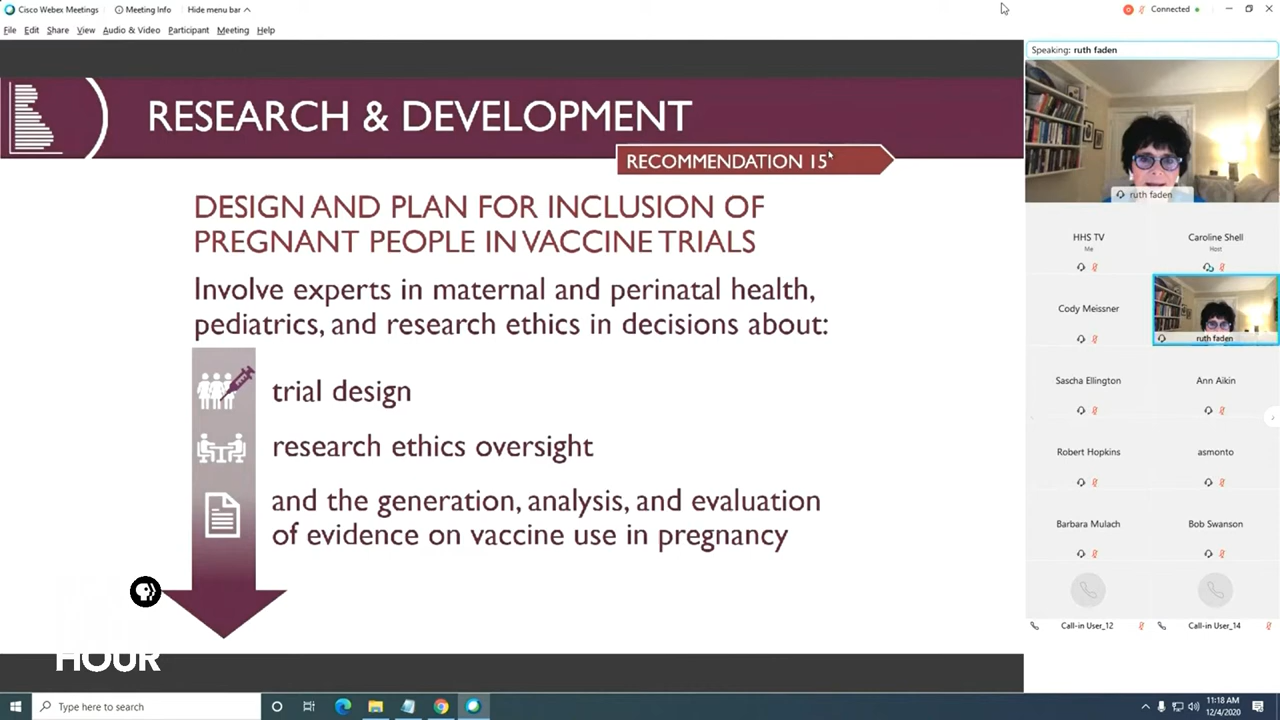 Cisco Webex Meetings
Meeting Info
Hide menu bar
Connected
File Edit Share View Audio & Video Participant Meeting Help
Speaking: ruth faden
RESEARCH & DEVELOPMENT
RECOMMENDATION 15
DESIGN AND PLAN FOR INCLUSION OF
PREGNANT PEOPLE IN VACCINE TRIALS
Involve experts in maternal and perinatal health,
pediatrics, and research ethics in decisions about:
trial design
research ethics oversight
and the generation, analysis, and evaluation
of evidence on vaccine use in pregnancy
HOUR
ruth faden
HHS TV
Me
Caroline Shell
Host
Cody Meissner
ruth faden
Sascha Ellington
Ann Aikin
Robert Hopkins
asmonto
Barbara Mulach
Bob Swanson
Call-in User_12
Call-in User_14
Type here to search
11:18 AM
12/4/2020